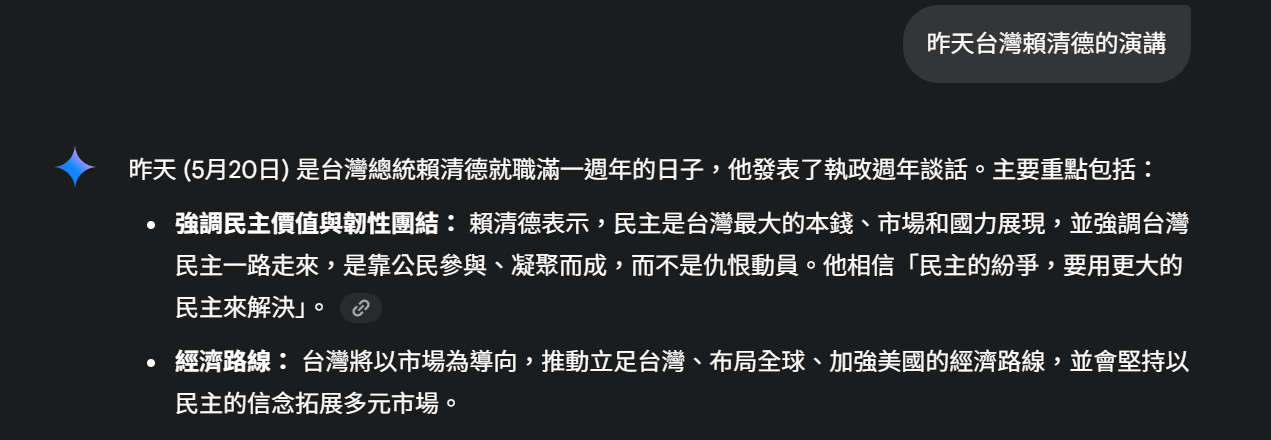 昨天台灣賴清德的演講
昨天 (5月20日) 是台灣總統賴清德就職滿一週年的日子，他發表了執政週年談話。主要重點包括：
• 強調民主價值與韌性團結： 賴清德表示，民主是台灣最大的本錢、市場和國力展現，並強調台灣
民主一路走來，是靠公民參與、凝聚而成，而不是仇恨動員。他相信「民主的紛爭，要用更大的
民主來解決」。
• 經濟路線： 台灣將以市場為導向，推動立足台灣、布局全球、加強美國的經濟路線，並會堅持以
民主的信念拓展多元市場。